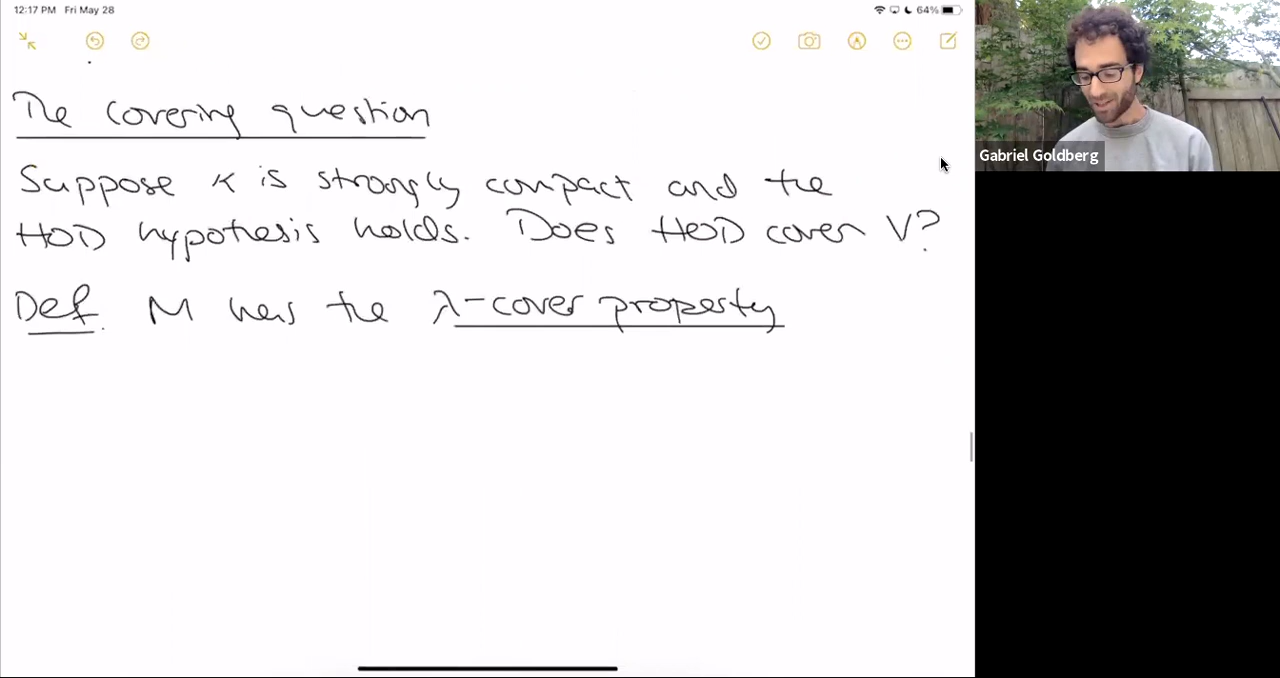 12:17 PM Fri May 28
64%
The covering question
Suppose κ is strongly compact and the
HOD hypothesis holds. Does HOD cover V?
Def. M has the λ-cover property
Gabriel Goldberg